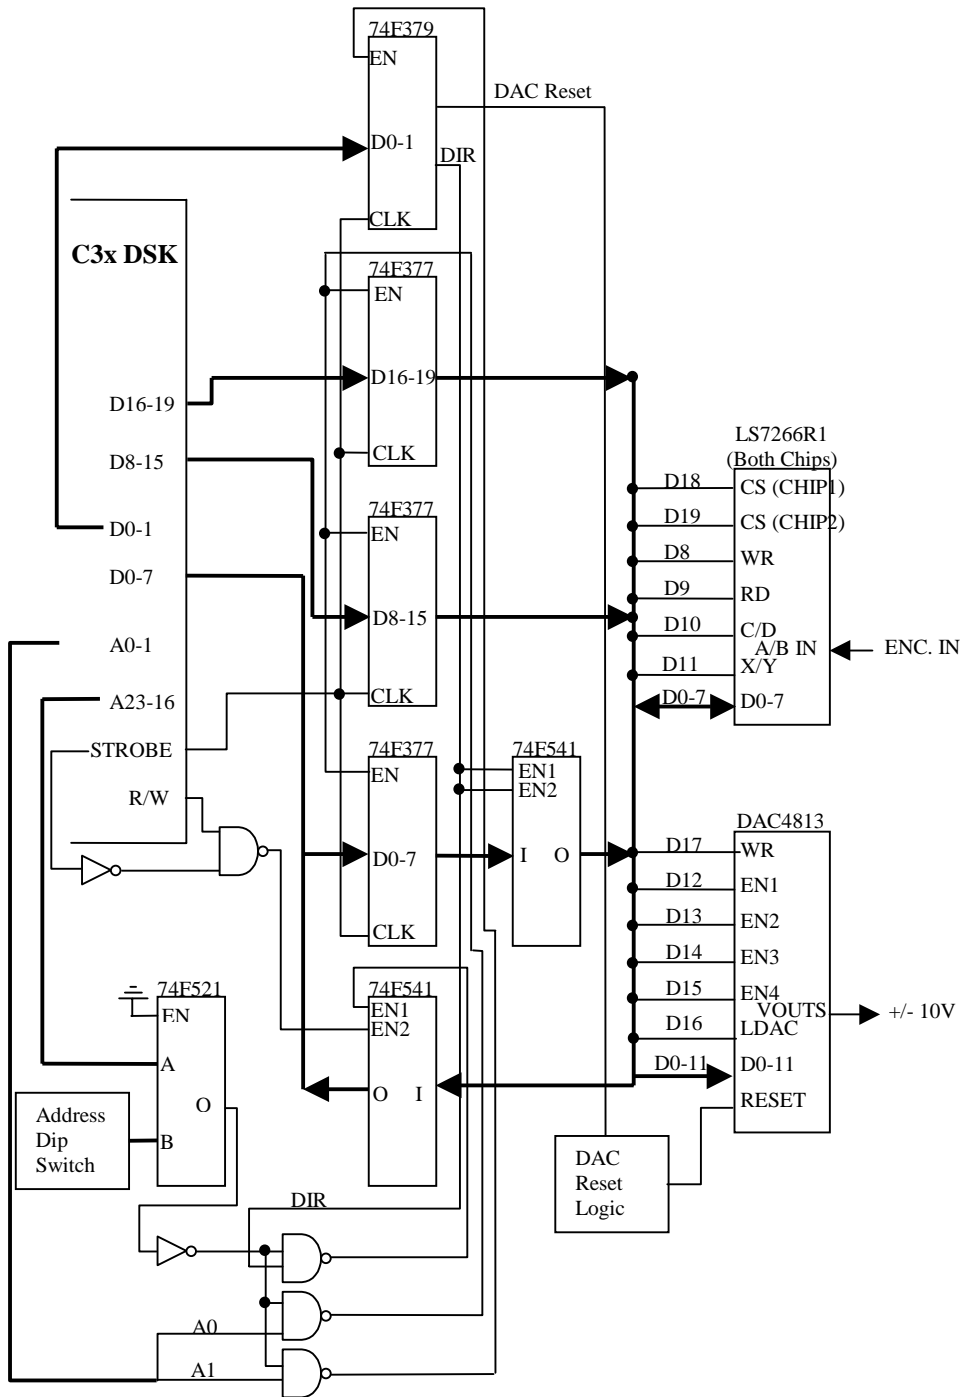 74F379
EN
DAC Reset
D0-1
DIR
CLK
C3x DSK
74F377
EN
D16-19
D16-19
CLK
D8-15
D0-1
D0-7
A0-1
A23-16
STROBE
R/W
74F377
EN
D8-15
CLK
74F377
EN
D0-7
CLK
74F541
EN1
EN2
I
O
LS7266R1
(Both Chips)
D18
CS (CHIP1)
D19
CS (CHIP2)
D8
WR
D9
RD
D10
C/D
A/B IN
ENC. IN
D11
X/Y
D0-7
D0-7
DAC4813
D17
WR
D12
EN1
D13
EN2
D14
EN3
D15
EN4
VOUTS
+/- 10V
D16
LDAC
D0-11
D0-11
RESET
74F521
EN
A
O
B
Address
Dip
Switch
74F541
EN1
EN2
O
I
DAC
Reset
Logic
DIR
A0
A1